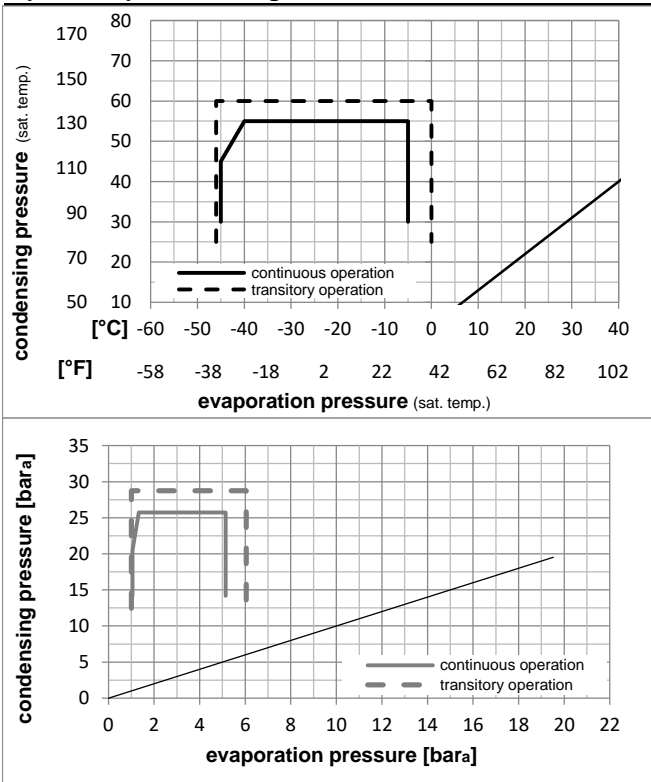 condensing pressure (sat. temp.)
170 80
70
150 60
130 50
110 40
90 30
70 20
50 10
continuous operation
transitory operation
[°C] -60 -50 -40 -30 -20 -10 0 10 20 30 40
[°F] -58 -38 -18 2 22 42 62 82 102
evaporation pressure (sat. temp.)
condensing pressure [bara]
35
30
25
20
15
10
5
0
continuous operation
transitory operation
0 2 4 6 8 10 12 14 16 18 20 22
evaporation pressure [bara]